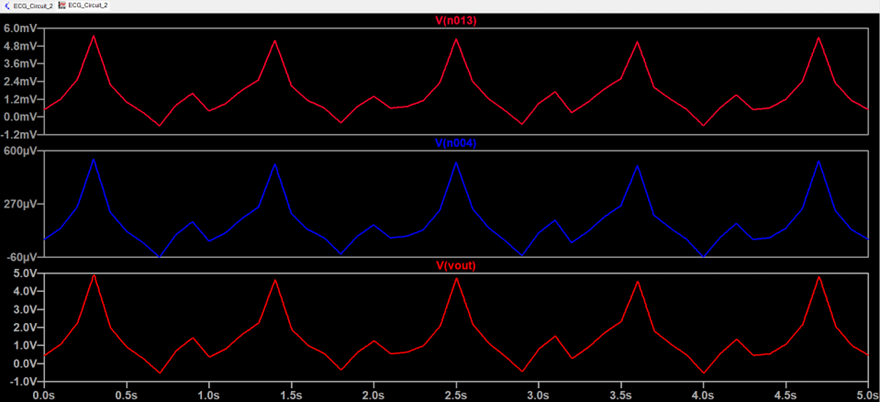 ECG_Circuit_2 ECG_Circuit_2
V(n013)
6.0mV
4.8mV
3.6mV
2.4mV
1.2mV
0.0mV
-1.2mV
V(n004)
600µV
270µV
-60µV
V(vout)
5.0V
4.0V
3.0V
2.0V
1.0V
0.0V
-1.0V
0.0s 0.5s 1.0s 1.5s 2.0s 2.5s 3.0s 3.5s 4.0s 4.5s 5.0s